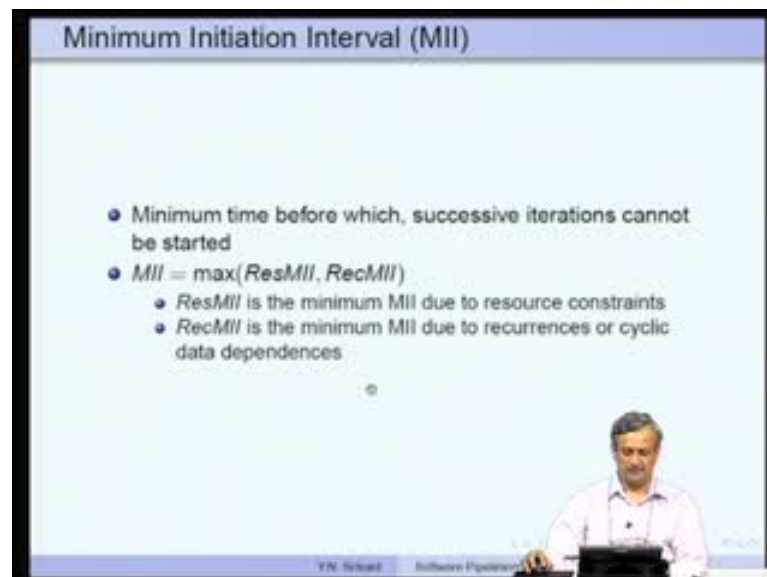 Minimum Initiation Interval (MII)
Minimum time before which, successive iterations cannot
be started
MII = max(ResMII, RecMII)
ResMII is the minimum MII due to resource constraints
RecMII is the minimum MII due to recurrences or cyclic
data dependences
Y.N. Srikant Software Pipelining